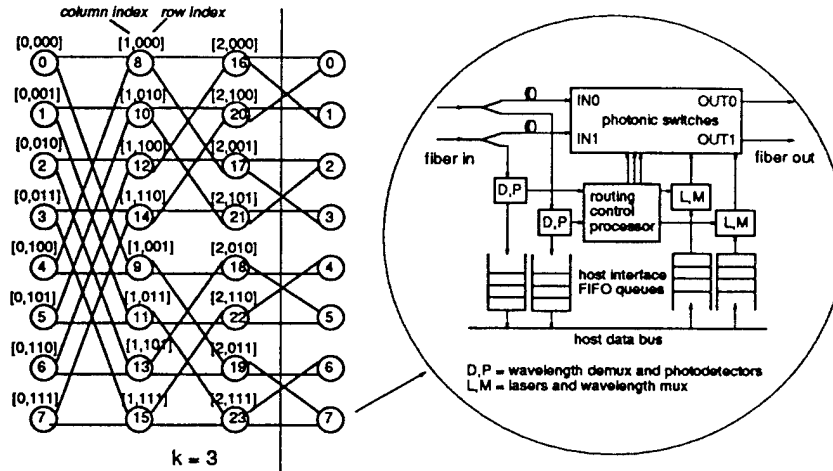 column index row index
[0,000] [1,000] [2,000]
0 8 16 0
[0,001] [1,010] [2,100]
1 10 20 1
[0,010] [1,100] [2,001]
2 12 17 2
[0,011] [1,110] [2,101]
3 14 21 3
[0,100] [1,001] [2,010]
4 9 18 4
[0,101] [1,011] [2,110]
5 11 22 5
[0,110] [1,101] [2,011]
6 13 19 6
[0,111] [1,111] [2,111]
7 15 23 7
k = 3
IN0 OUT0
photonic switches
IN1 OUT1
fiber in
fiber out
D,P
D,P
routing
control
processor
L,M
L,M
host interface
FIFO queues
host data bus
D,P = wavelength demux and photodetectors
L,M = lasers and wavelength mux